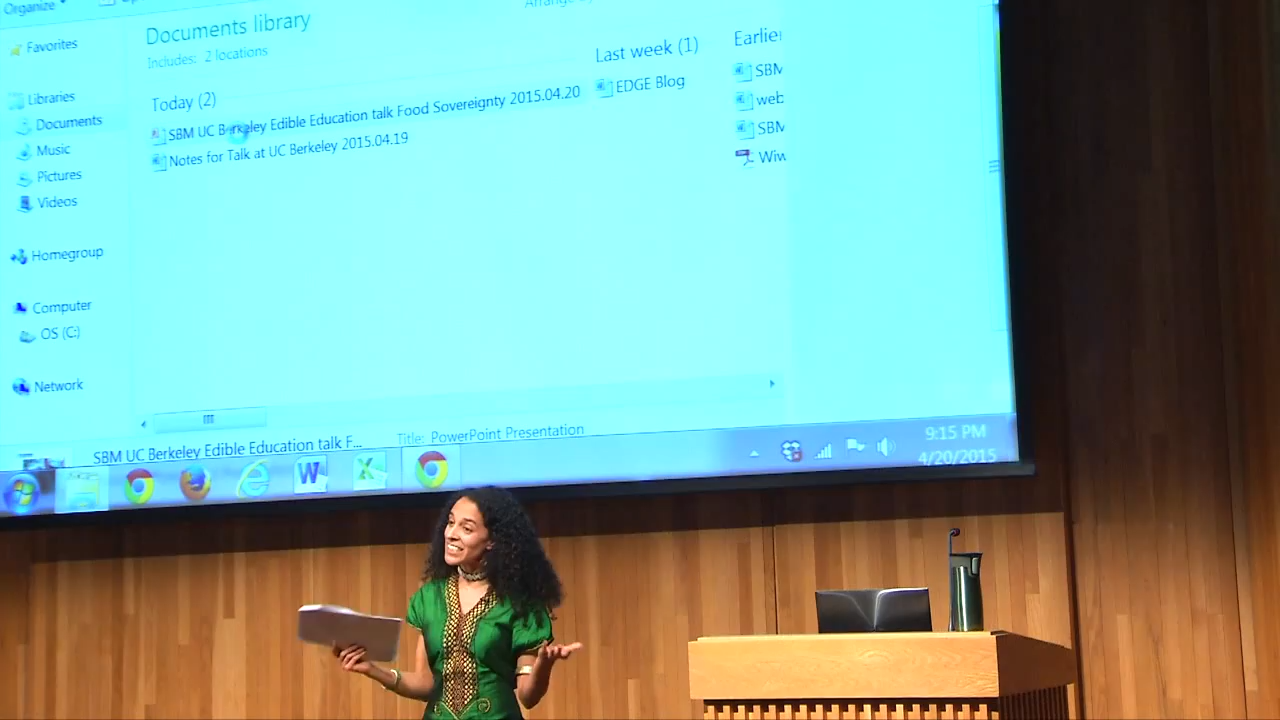 Organize
Documents library
Includes: 2 locations
Favorites
Libraries
Documents
Music
Pictures
Videos
Homegroup
Computer
OS (C:)
Network
Today (2)
SBM UC Berkeley Edible Education talk Food Sovereignty 2015.04.20
Notes for Talk at UC Berkeley 2015.04.19
Last week (1)
EDGE Blog
Earlie
SBM
web
SBM
Wiw
SBM UC Berkeley Edible Education talk F...
Title: PowerPoint Presentation
9:15 PM
4/20/2015